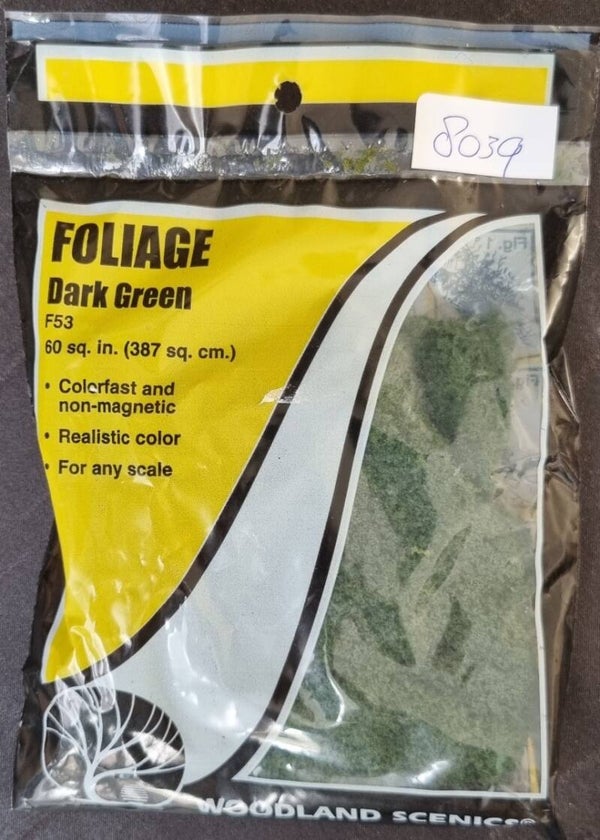 8039
FOLIAGE
Dark Green
F53
60 sq. in. (387 sq. cm.)
• Colorfast and
non-magnetic
• Realistic color
• For any scale
WOODLAND SCENICS®